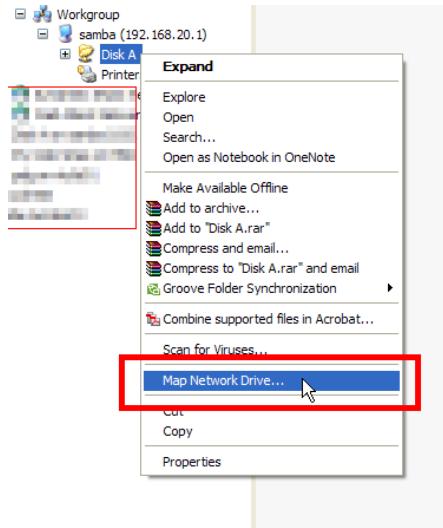 Workgroup
samba (192.168.20.1)
Disk A
Printer
Expand
Explore
Open
Search...
Open as Notebook in OneNote
Make Available Offline
Add to archive...
Add to "Disk A.rar"
Compress and email...
Compress to "Disk A.rar" and email
Groove Folder Synchronization
Combine supported files in Acrobat...
Scan for Viruses...
Map Network Drive...
Cut
Copy
Properties